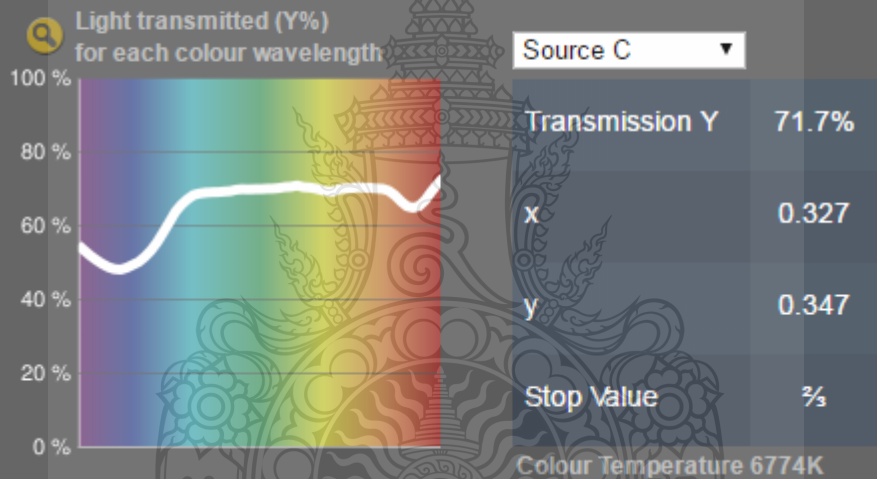 Light transmitted (Y%)
for each colour wavelength
100 %
80 %
60 %
40 %
20 %
0 %
Source C ▼
Transmission Y 71.7%
x 0.327
y 0.347
Stop Value ⅔
Colour Temperature 6774K